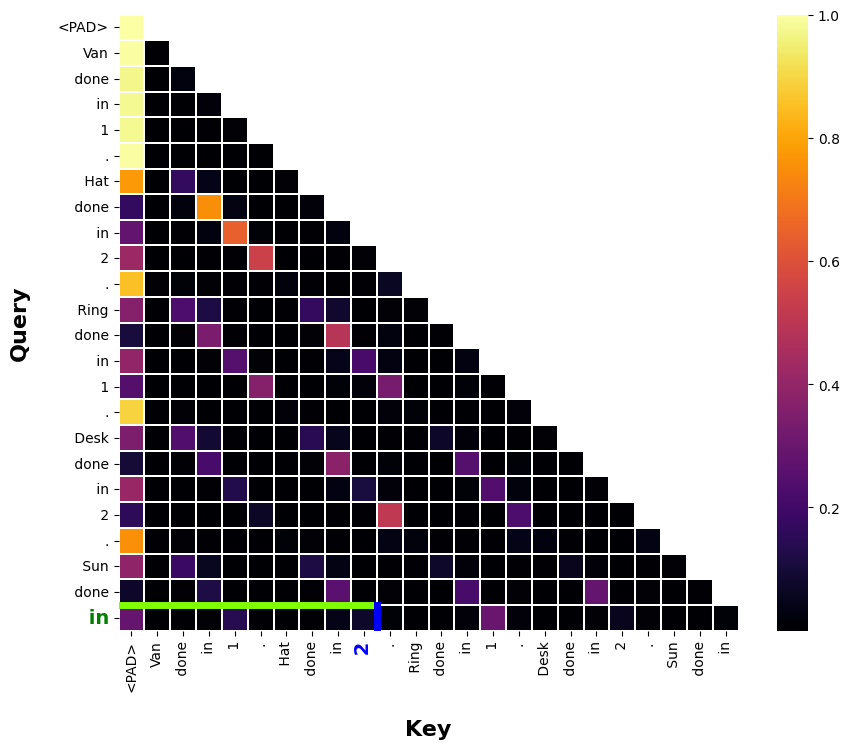 <PAD>
Van
done
in
1
.
Hat
done
in
2
.
Ring
done
in
1
.
Desk
done
in
2
.
Sun
done
in
Query
<PAD>
Van
done
in
1
.
Hat
done
in
2
.
Ring
done
in
1
.
Desk
done
in
2
.
Sun
done
in
Key
1.0
0.8
0.6
0.4
0.2